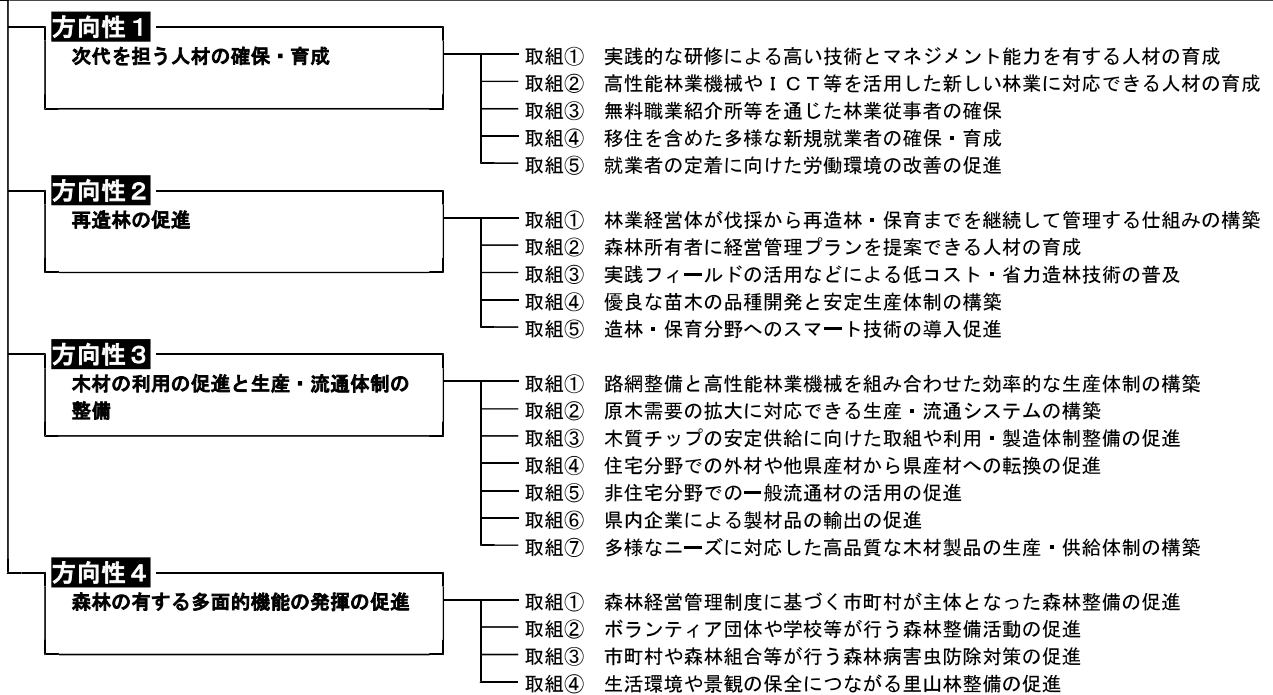 方向性１
次代を担う人材の確保・育成
取組① 実践的な研修による高い技術とマネジメント能力を有する人材の育成
取組② 高性能林業機械やＩＣＴ等を活用した新しい林業に対応できる人材の育成
取組③ 無料職業紹介所等を通じた林業従事者の確保
取組④ 移住を含めた多様な新規就業者の確保・育成
取組⑤ 就業者の定着に向けた労働環境の改善の促進
方向性２
再造林の促進
取組① 林業経営体が伐採から再造林・保育までを継続して管理する仕組みの構築
取組② 森林所有者に経営管理プランを提案できる人材の育成
取組③ 実践フィールドの活用などによる低コスト・省力造林技術の普及
取組④ 優良な苗木の品種開発と安定生産体制の構築
取組⑤ 造林・保育分野へのスマート技術の導入促進
方向性３
木材の利用の促進と生産・流通体制の
整備
取組① 路網整備と高性能林業機械を組み合わせた効率的な生産体制の構築
取組② 原木需要の拡大に対応できる生産・流通システムの構築
取組③ 木質チップの安定供給に向けた取組や利用・製造体制整備の促進
取組④ 住宅分野での外材や他県産材から県産材への転換の促進
取組⑤ 非住宅分野での一般流通材の活用の促進
取組⑥ 県内企業による製材品の輸出の促進
取組⑦ 多様なニーズに対応した高品質な木材製品の生産・供給体制の構築
方向性４
森林の有する多面的機能の発揮の促進
取組① 森林経営管理制度に基づく市町村が主体となった森林整備の促進
取組② ボランティア団体や学校等が行う森林整備活動の促進
取組③ 市町村や森林組合等が行う森林病害虫防除対策の促進
取組④ 生活環境や景観の保全につながる里山林整備の促進